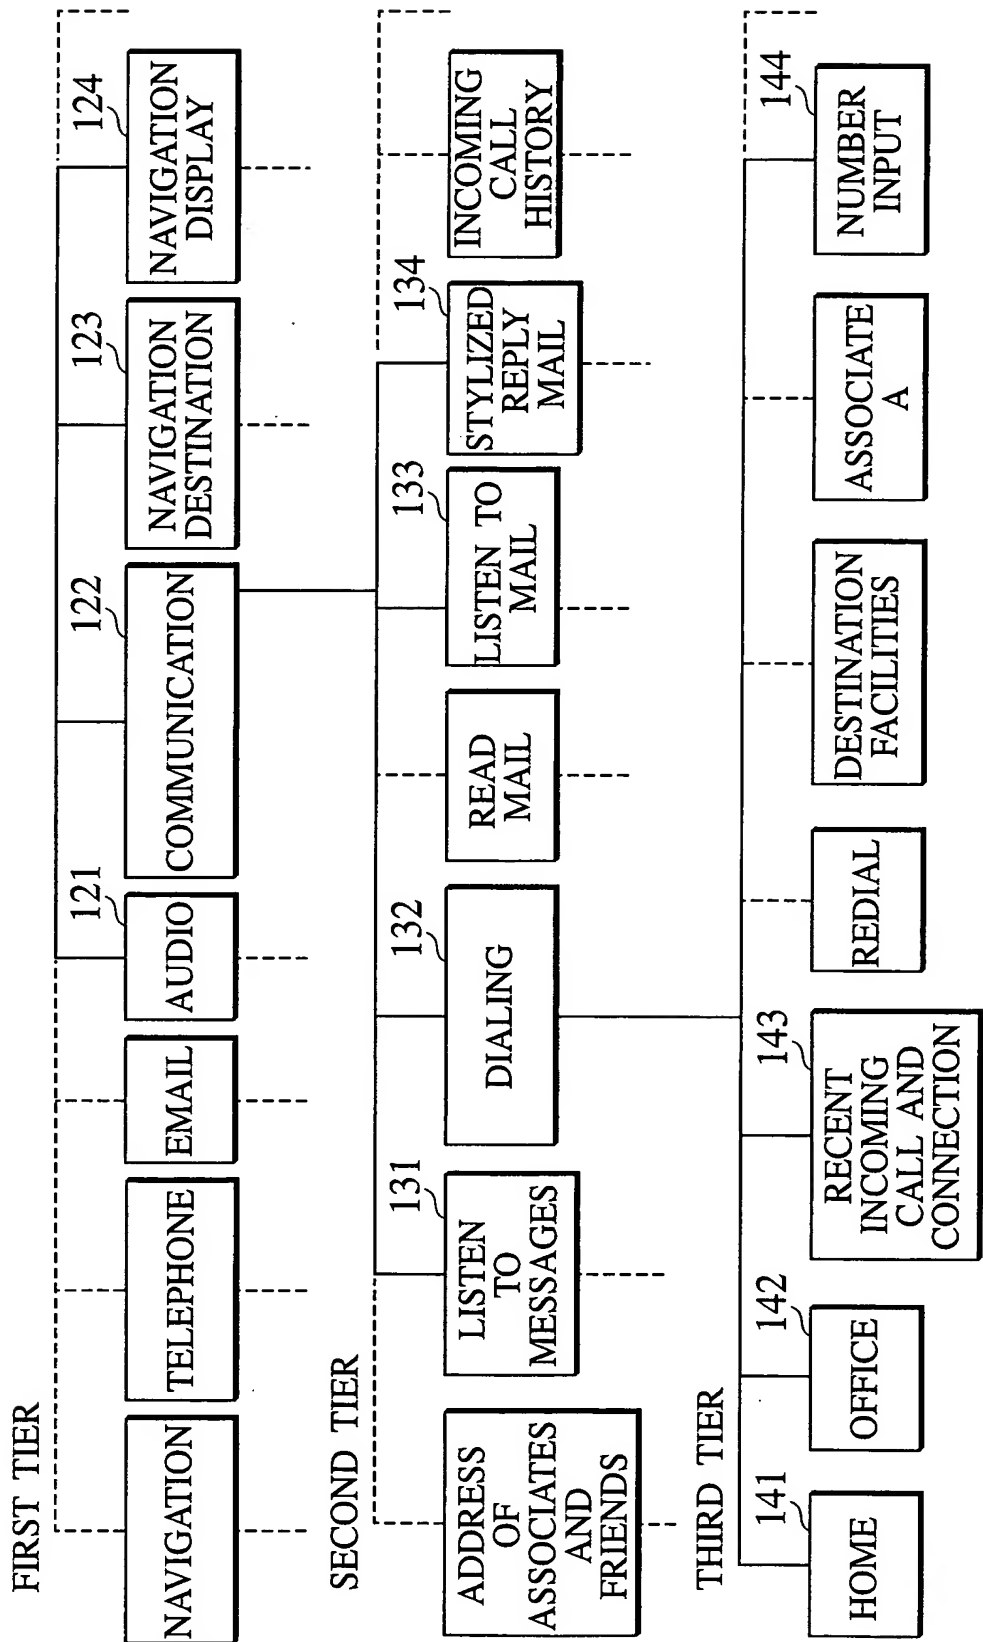 FIRST TIER
NAVIGATION
TELEPHONE
EMAIL
121
AUDIO
122
COMMUNICATION
123
NAVIGATION
DESTINATION
124
NAVIGATION
DISPLAY
SECOND TIER
ADDRESS
OF
ASSOCIATES
AND
FRIENDS
131
LISTEN
TO
MESSAGES
132
DIALING
READ
MAIL
133
LISTEN TO
MAIL
134
STYLIZED
REPLY
MAIL
INCOMING
CALL
HISTORY
THIRD TIER
141
HOME
142
OFFICE
143
RECENT
INCOMING
CALL AND
CONNECTION
REDIAL
DESTINATION
FACILITIES
ASSOCIATE
A
144
NUMBER
INPUT